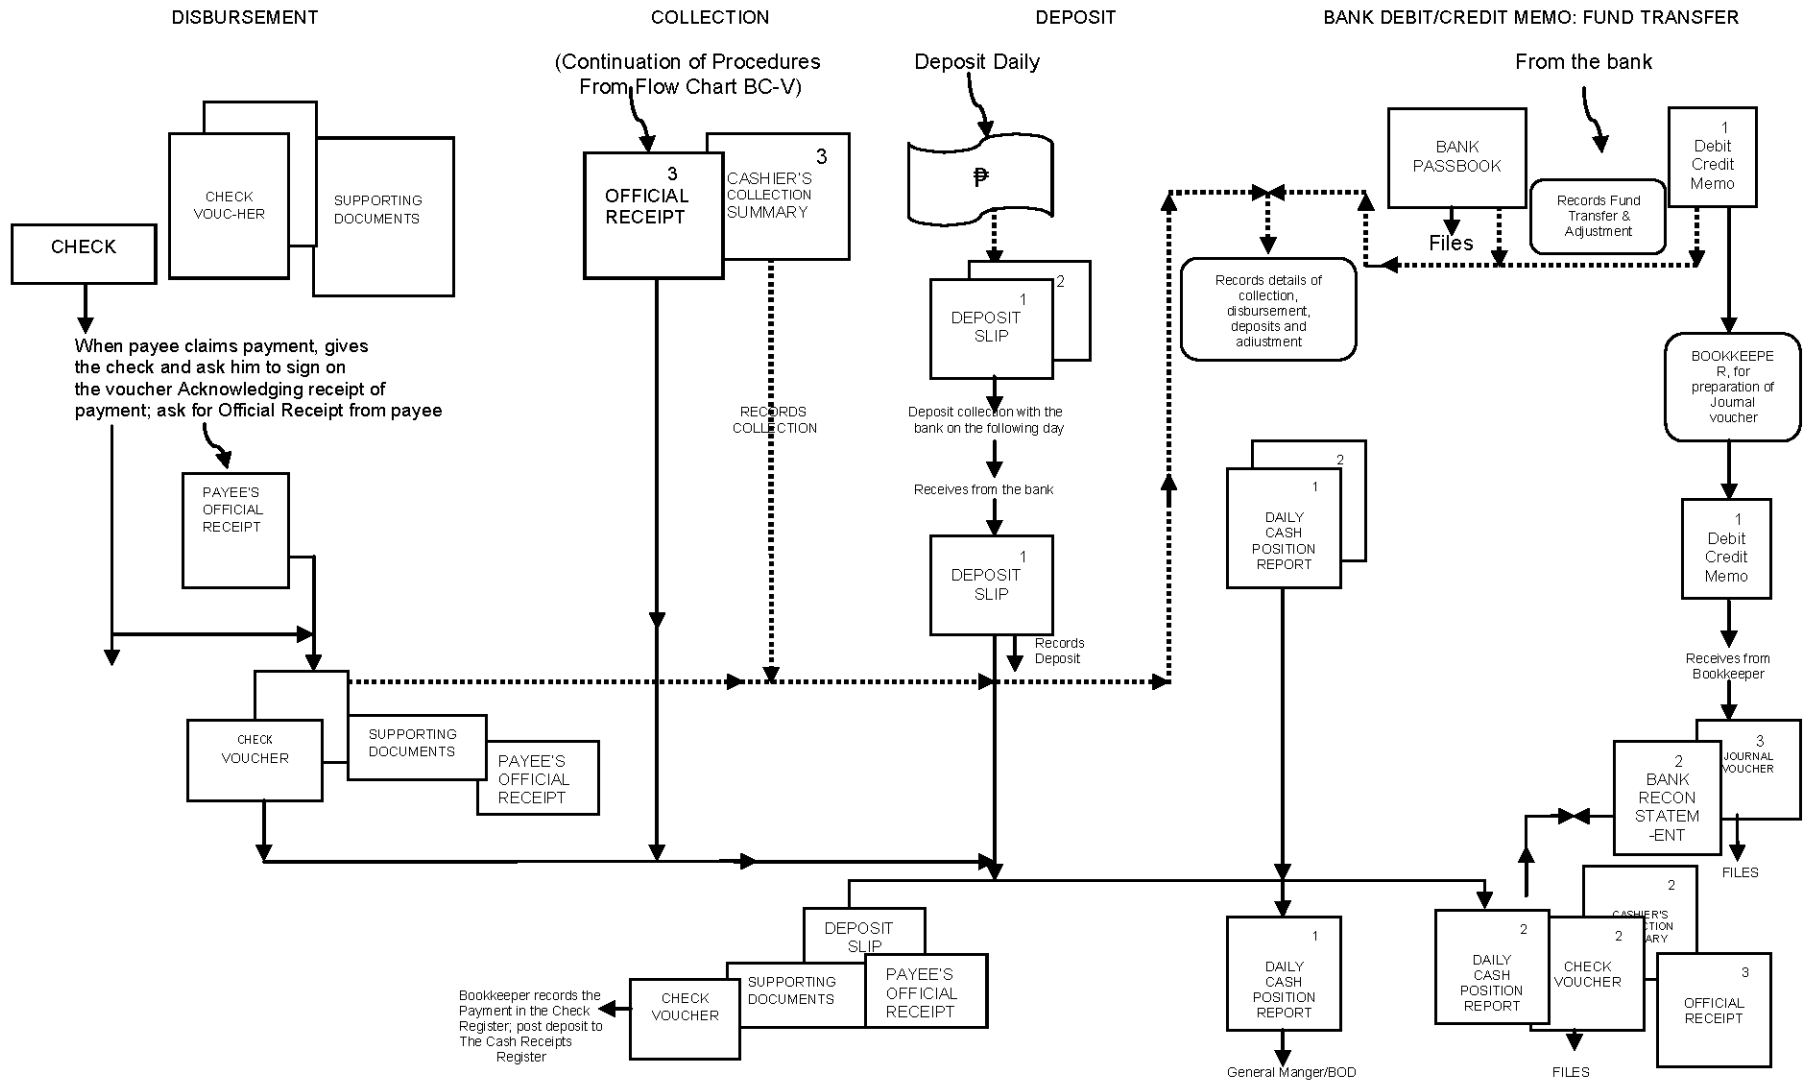 DISBURSEMENT
COLLECTION
DEPOSIT
BANK DEBIT/CREDIT MEMO: FUND TRANSFER
(Continuation of Procedures
From Flow Chart BC-V)
Deposit Daily
From the bank
CHECK
CHECK
VOUC-HER
SUPPORTING
DOCUMENTS
When payee claims payment, gives
the check and ask him to sign on
the voucher Acknowledging receipt of
payment; ask for Official Receipt from payee
PAYEE'S
OFFICIAL
RECEIPT
CHECK
VOUCHER
SUPPORTING
DOCUMENTS
PAYEE'S
OFFICIAL
RECEIPT
3
OFFICIAL
RECEIPT
3
CASHIER'S
COLLECTION
SUMMARY
RECORDS
COLLECTION
₱
2
1
DEPOSIT
SLIP
Deposit collection with the
bank on the following day
Receives from the bank
1
DEPOSIT
SLIP
Records
Deposit
Records details of
collection,
disbursement,
deposits and
adiustment
BANK
PASSBOOK
Files
Records Fund
Transfer &
Adjustment
1
Debit
Credit
Memo
BOOKKEEPE
R, for
preparation of
Journal
voucher
1
Debit
Credit
Memo
Receives from
Bookkeeper
3
JOURNAL
VOUCHER
2
BANK
RECON
STATEM
-ENT
FILES
2
1
DAILY
CASH
POSITION
REPORT
DEPOSIT
SLIP
SUPPORTING
DOCUMENTS
PAYEE'S
OFFICIAL
RECEIPT
CHECK
VOUCHER
Bookkeeper records the
Payment in the Check
Register; post deposit to
The Cash Receipts
Register
1
DAILY
CASH
POSITION
REPORT
General Manger/BOD
2
DAILY
CASH
POSITION
REPORT
2
CHECK
VOUCHER
2
CASHIER'S
3
OFFICIAL
RECEIPT
FILES